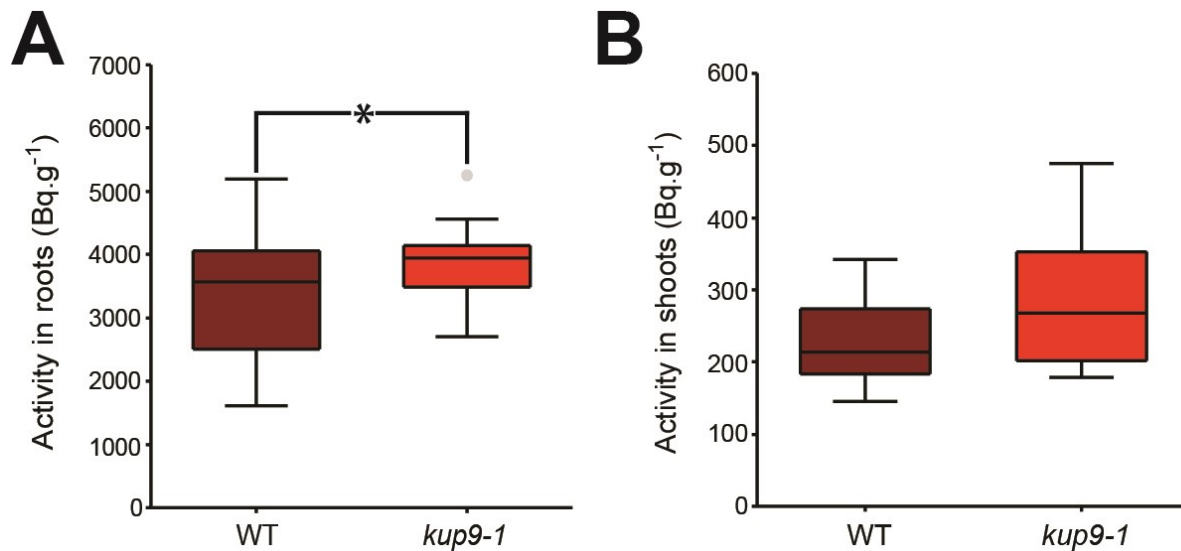 A
Activity in roots (Bq.g⁻¹)
7000
6000
5000
4000
3000
2000
1000
0
*
WT
kup9-1
B
Activity in shoots (Bq.g⁻¹)
600
500
400
300
200
100
0
WT
kup9-1